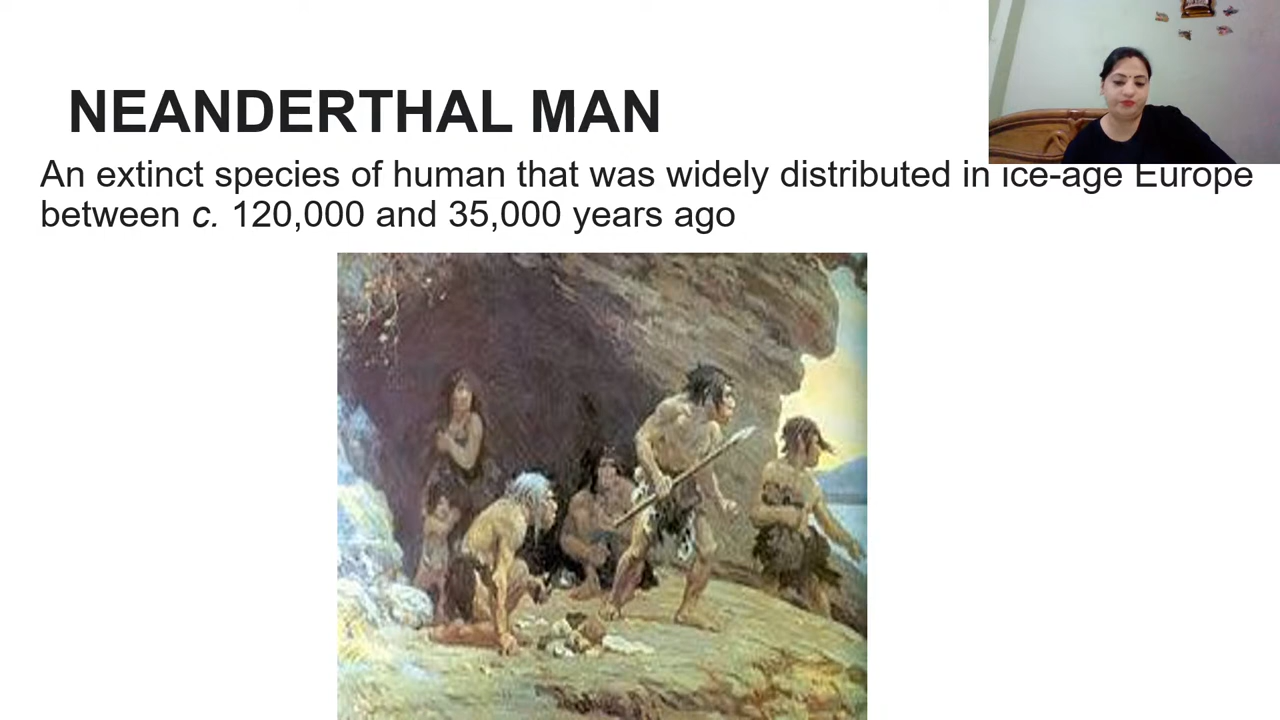 NEANDERTHAL MAN
An extinct species of human that was widely distributed in ice-age Europe
between c. 120,000 and 35,000 years ago